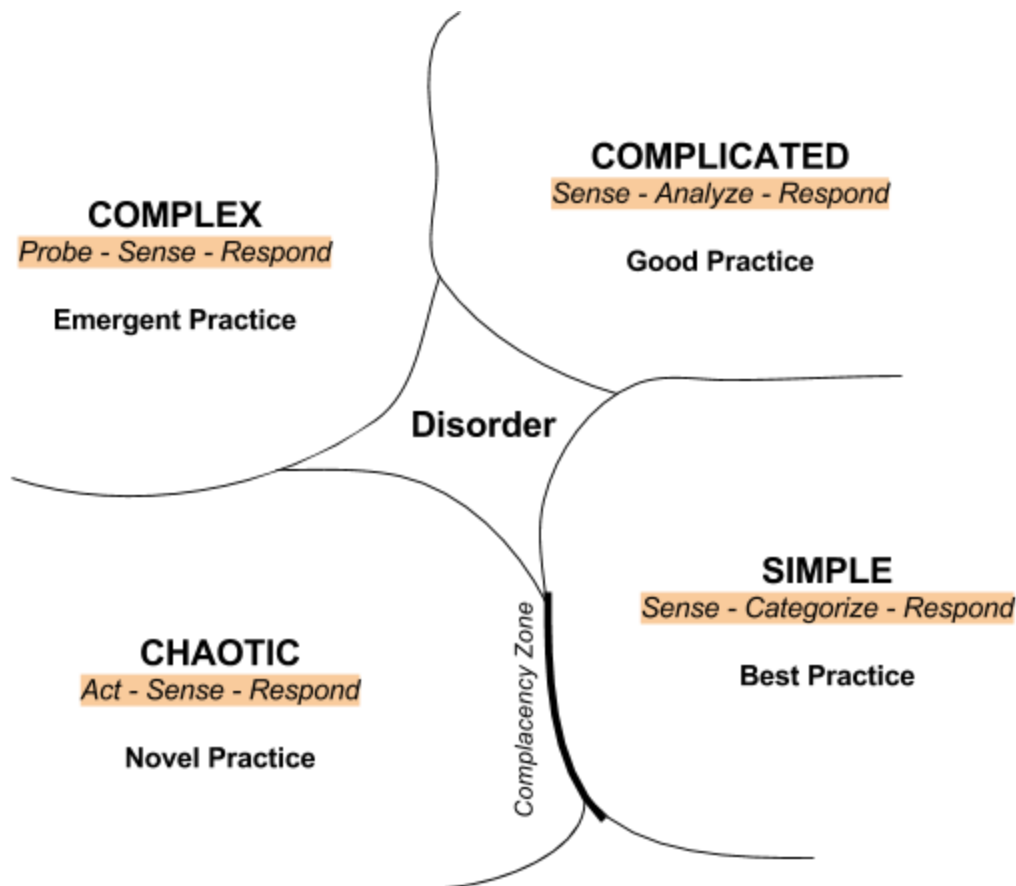 COMPLICATED
Sense - Analyze - Respond
Good Practice
COMPLEX
Probe - Sense - Respond
Emergent Practice
Disorder
SIMPLE
Sense - Categorize - Respond
Best Practice
CHAOTIC
Act - Sense - Respond
Novel Practice
Complacency Zone